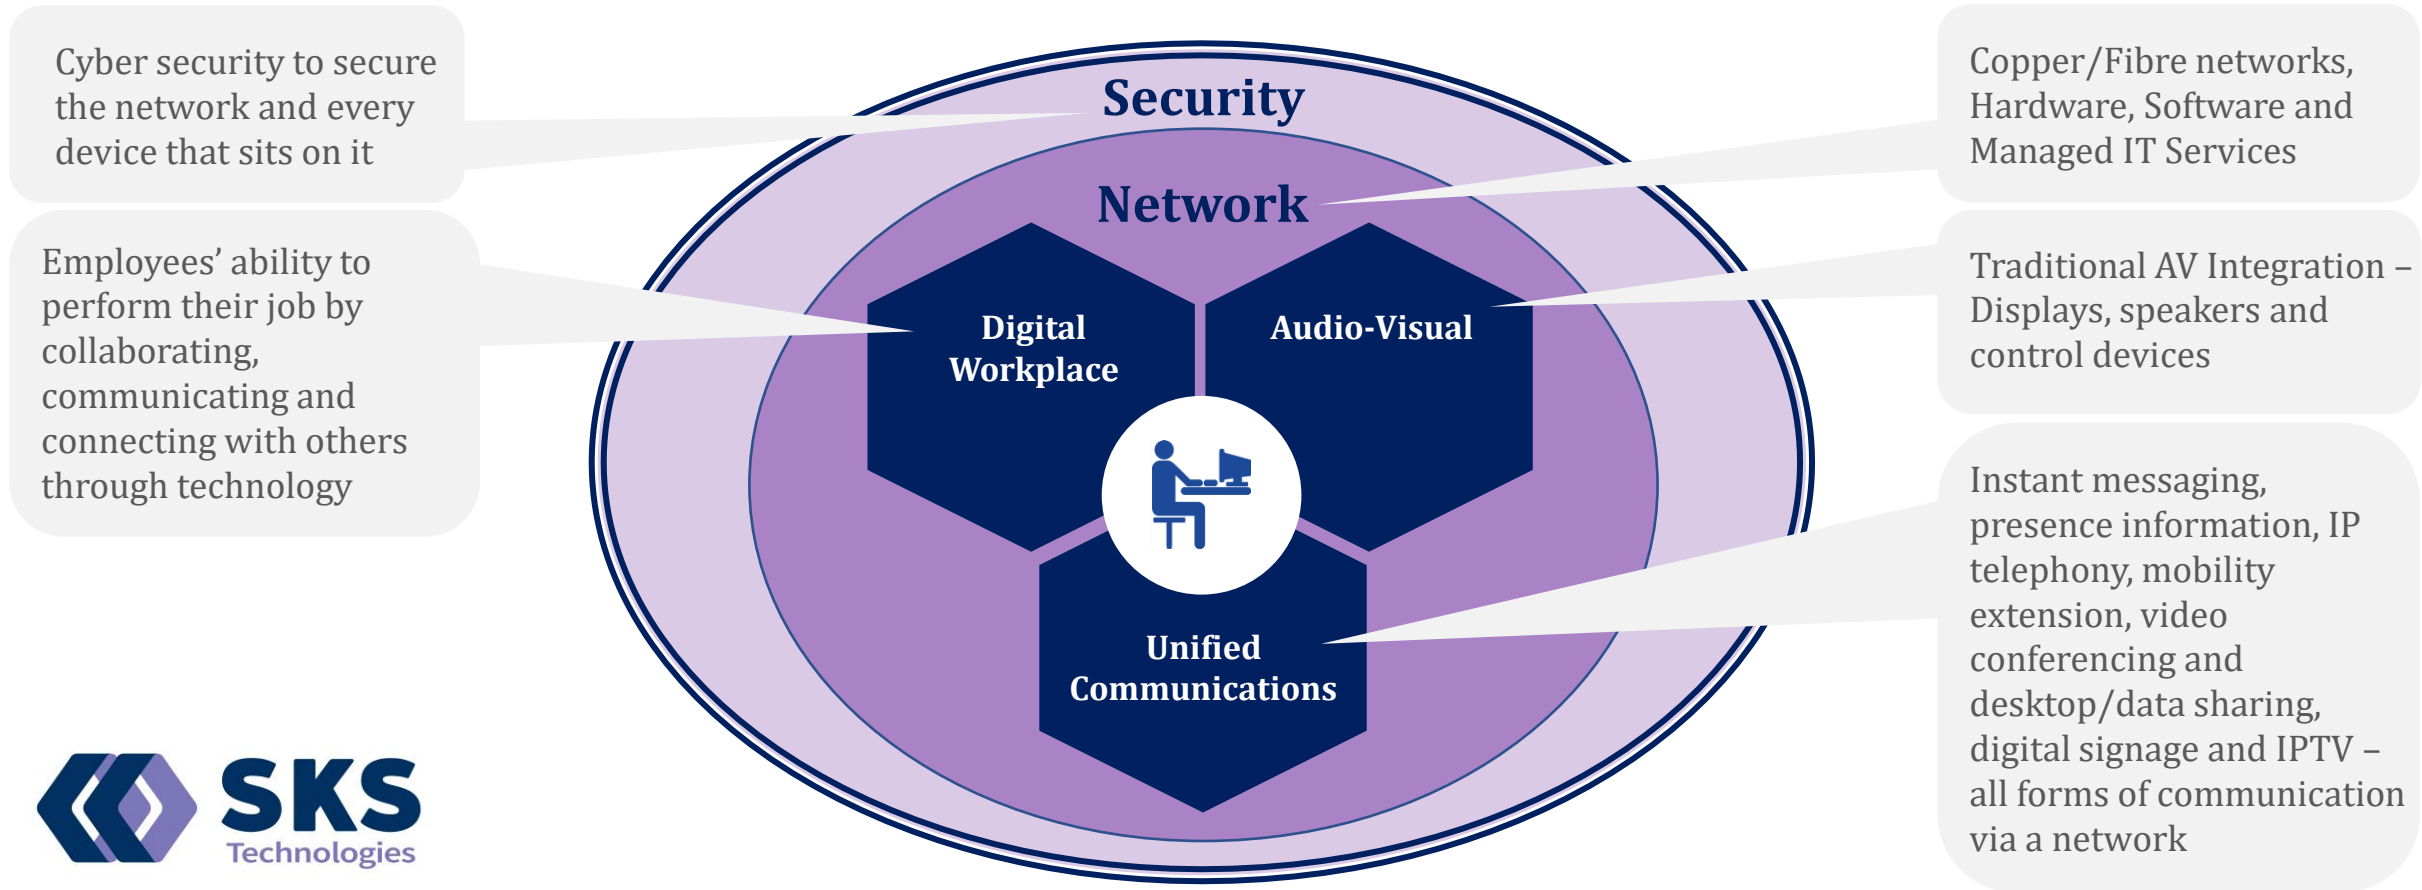 Cyber security to secure
the network and every
device that sits on it
Employees’ ability to
perform their job by
collaborating,
communicating and
connecting with others
through technology
Security
Network
Digital
Workplace
Audio-Visual
Unified
Communications
Copper/Fibre networks,
Hardware, Software and
Managed IT Services
Traditional AV Integration –
Displays, speakers and
control devices
Instant messaging,
presence information, IP
telephony, mobility
extension, video
conferencing and
desktop/data sharing,
digital signage and IPTV –
all forms of communication
via a network
SKS
Technologies